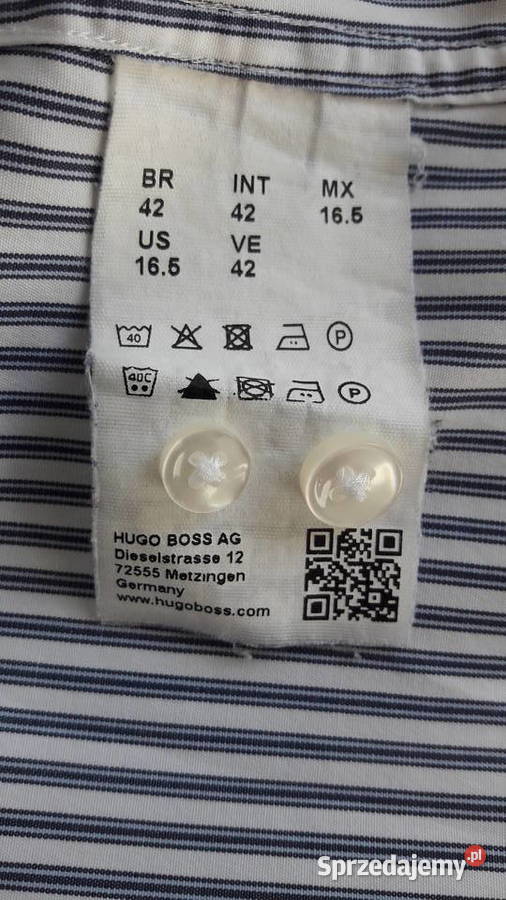 BR INT MX
42 42 16.5
US VE
16.5 42
40 P
40C P
HUGO BOSS AG
Dieselstrasse 12
72555 Metzingen
Germany
www.hugoboss.com
Sprzedajemy.pl